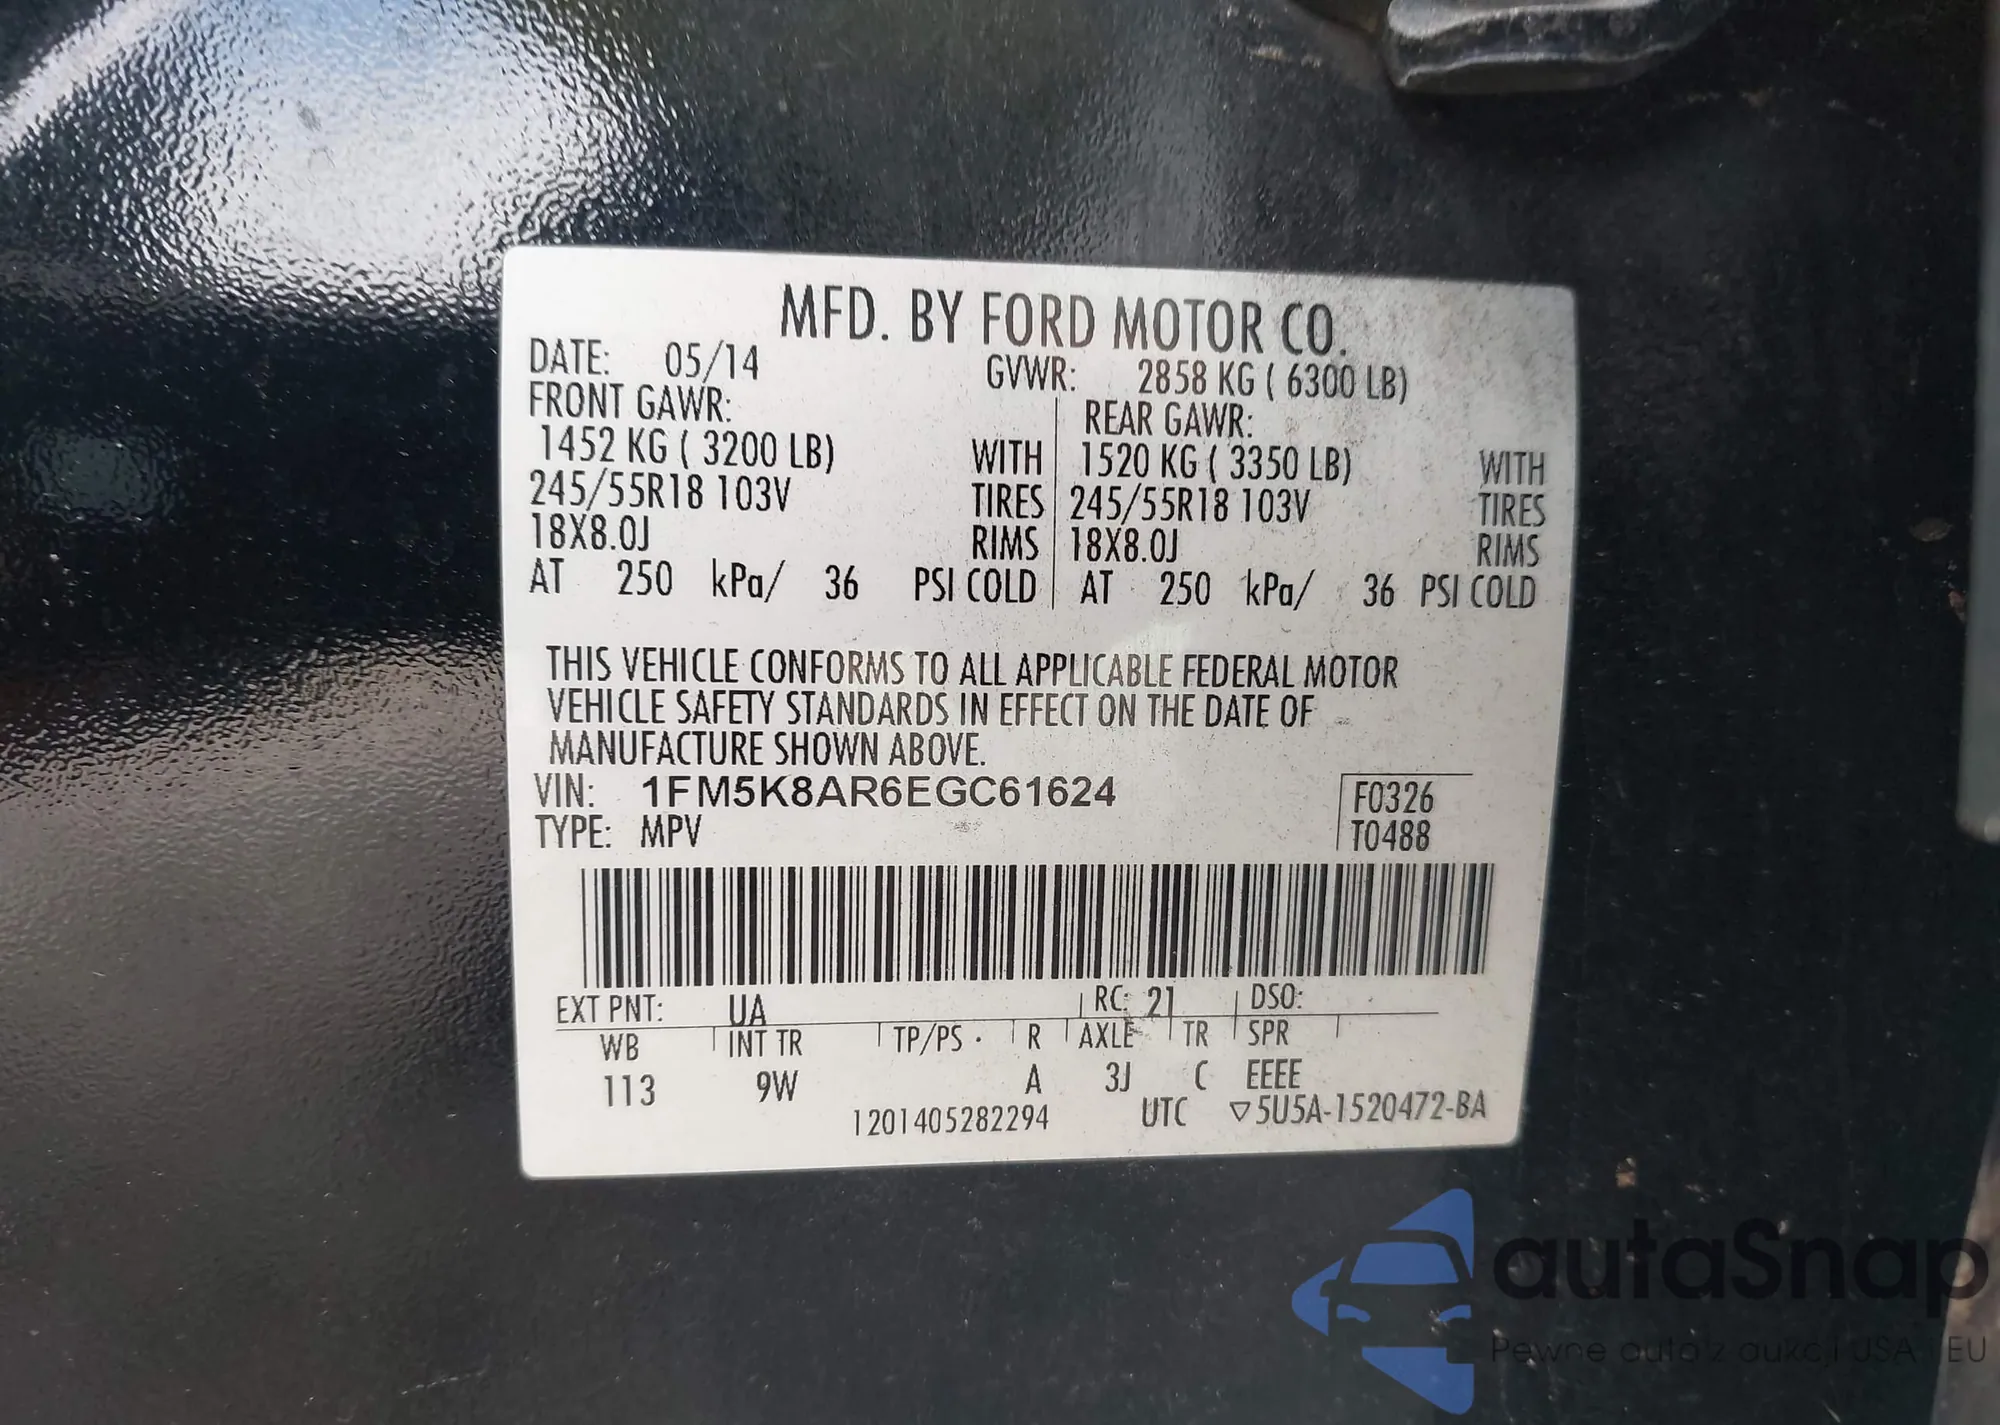 MFD. BY FORD MOTOR CO.
DATE: 05/14 GVWR: 2858 KG ( 6300 LB)
FRONT GAWR: REAR GAWR:
1452 KG ( 3200 LB) WITH 1520 KG ( 3350 LB) WITH
245/55R18 103V TIRES 245/55R18 103V TIRES
18X8.0J RIMS 18X8.0J RIMS
AT 250 kPa/ 36 PSI COLD AT 250 kPa/ 36 PSI COLD
THIS VEHICLE CONFORMS TO ALL APPLICABLE FEDERAL MOTOR
VEHICLE SAFETY STANDARDS IN EFFECT ON THE DATE OF
MANUFACTURE SHOWN ABOVE.
VIN: 1FM5K8AR6EGC61624 F0326
TYPE: MPV T0488
EXT PNT: UA RC: 21 DSO:
WB INT TR TP/PS R AXLE TR SPR
113 9W A 3J C EEEE
1201405282294 UTC ▽5U5A-1520472-BA
autaSnap
Pewne auta z aukcji USA i EU